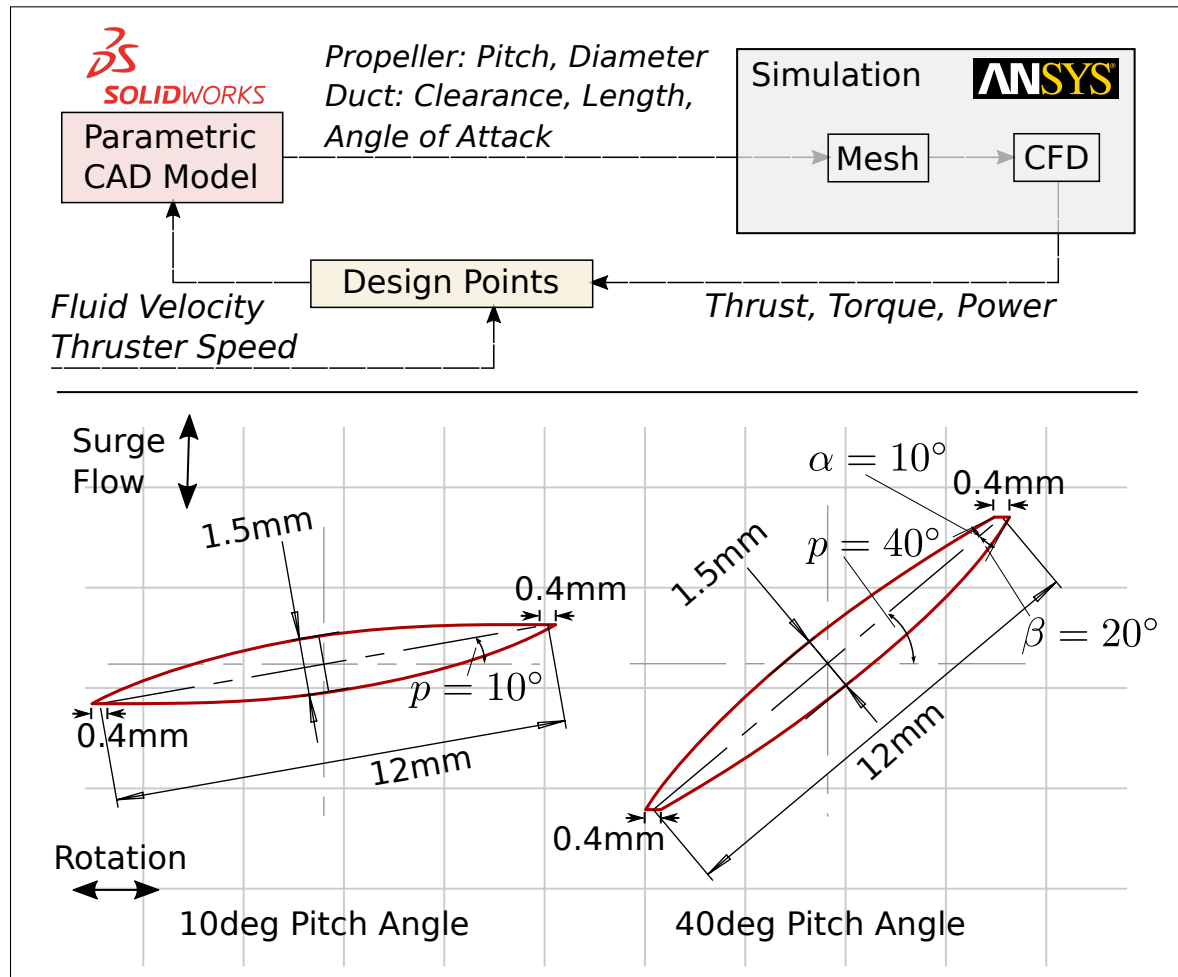 SOLIDWORKS
Parametric
CAD Model
Propeller: Pitch, Diameter
Duct: Clearance, Length,
Angle of Attack
Simulation
ANSYS
Mesh
CFD
Design Points
Fluid Velocity
Thruster Speed
Thrust, Torque, Power
Surge
Flow
1.5mm
0.4mm
p = 10°
0.4mm
12mm
α = 10°
0.4mm
p = 40°
1.5mm
β = 20°
12mm
0.4mm
Rotation
10deg Pitch Angle
40deg Pitch Angle